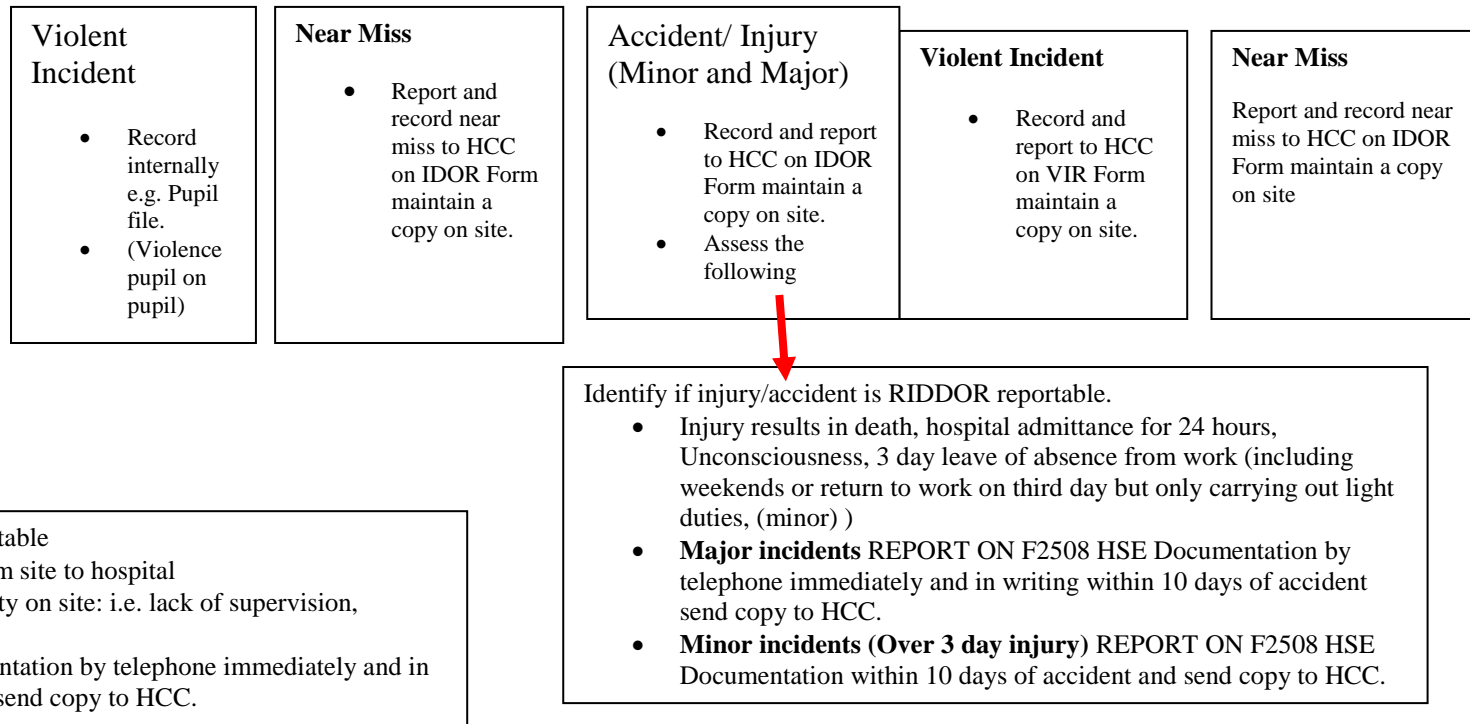 Violent
Incident
• Record
internally
e.g. Pupil
file.
• (Violence
pupil on
pupil)
Near Miss
• Report and
record near
miss to HCC
on IDOR Form
maintain a
copy on site.
Accident/ Injury
(Minor and Major)
• Record and report
to HCC on IDOR
Form maintain a
copy on site.
• Assess the
following
Violent Incident
• Record and
report to HCC
on VIR Form
maintain a
copy on site.
Near Miss
Report and record near
miss to HCC on IDOR
Form maintain a copy
on site
Identify if injury/accident is RIDDOR reportable.
• Injury results in death, hospital admittance for 24 hours,
Unconsciousness, 3 day leave of absence from work (including
weekends or return to work on third day but only carrying out light
duties, (minor) )
• Major incidents REPORT ON F2508 HSE Documentation by
telephone immediately and in writing within 10 days of accident
send copy to HCC.
• Minor incidents (Over 3 day injury) REPORT ON F2508 HSE
Documentation within 10 days of accident and send copy to HCC.
table
m site to hospital
ty on site: i.e. lack of supervision,
entation by telephone immediately and in
send copy to HCC.